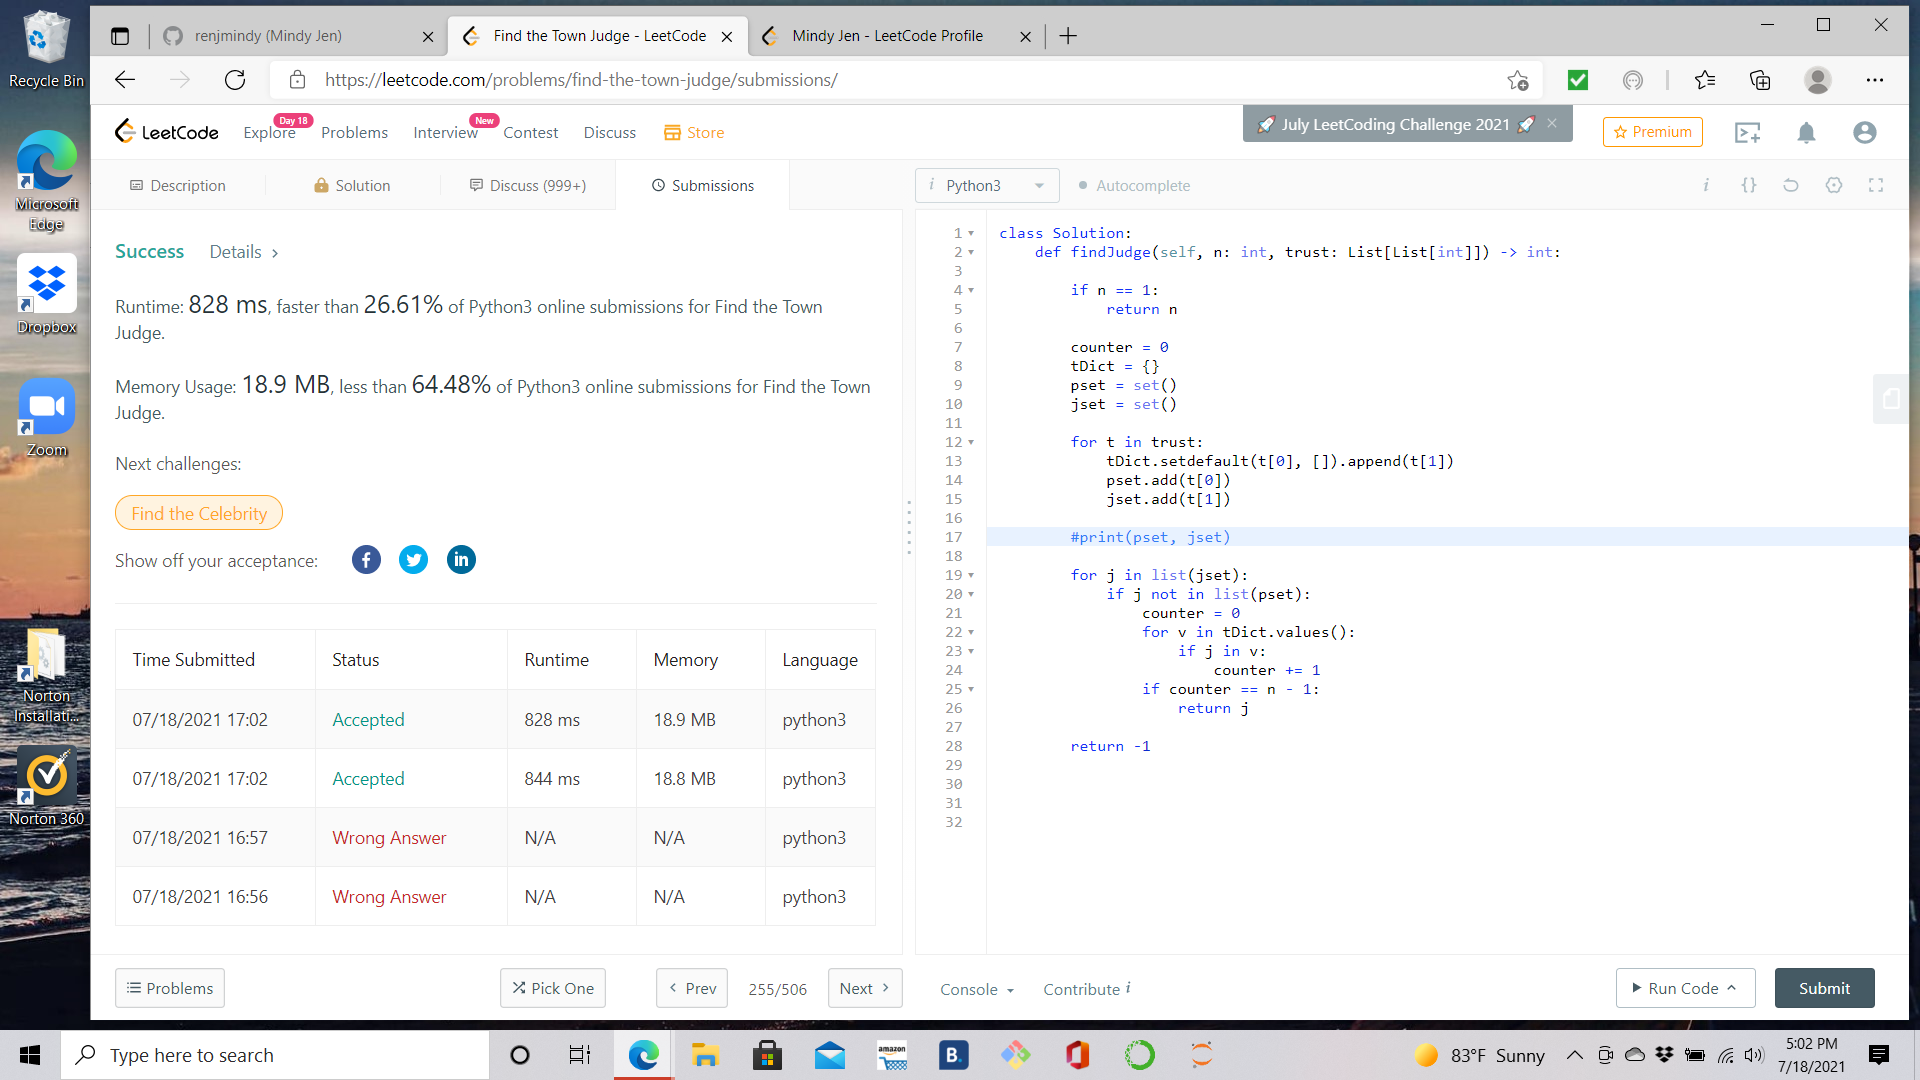 Recycle Bin
Microsoft
Edge
Dropbox
Zoom
Norton
Installati...
Norton 360
renjmindy (Mindy Jen)
Find the Town Judge - LeetCode
Mindy Jen - LeetCode Profile
https://leetcode.com/problems/find-the-town-judge/submissions/
LeetCode
Explore
Day 18
Problems
Interview
New
Contest
Discuss
Store
🚀 July LeetCoding Challenge 2021 🚀
Premium
Description
Solution
Discuss (999+)
Submissions
Success
Details >
Runtime: 828 ms, faster than 26.61% of Python3 online submissions for Find the Town
Judge.
Memory Usage: 18.9 MB, less than 64.48% of Python3 online submissions for Find the Town
Judge.
Next challenges:
Find the Celebrity
Show off your acceptance:
Time Submitted Status Runtime Memory Language
07/18/2021 17:02 Accepted 828 ms 18.9 MB python3
07/18/2021 17:02 Accepted 844 ms 18.8 MB python3
07/18/2021 16:57 Wrong Answer N/A N/A python3
07/18/2021 16:56 Wrong Answer N/A N/A python3
Problems
Pick One
Prev
255/506
Next
i Python3
Autocomplete
1 class Solution:
2     def findJudge(self, n: int, trust: List[List[int]]) -> int:
3
4         if n == 1:
5             return n
6
7         counter = 0
8         tDict = {}
9         pset = set()
10         jset = set()
11
12         for t in trust:
13             tDict.setdefault(t[0], []).append(t[1])
14             pset.add(t[0])
15             jset.add(t[1])
16
17         #print(pset, jset)
18
19         for j in list(jset):
20             if j not in list(pset):
21                 counter = 0
22                 for v in tDict.values():
23                     if j in v:
24                         counter += 1
25                 if counter == n - 1:
26                     return j
27
28         return -1
29
30
31
32
Console
Contribute i
Run Code
Submit
Type here to search
amazon
B.
83°F Sunny
5:02 PM
7/18/2021